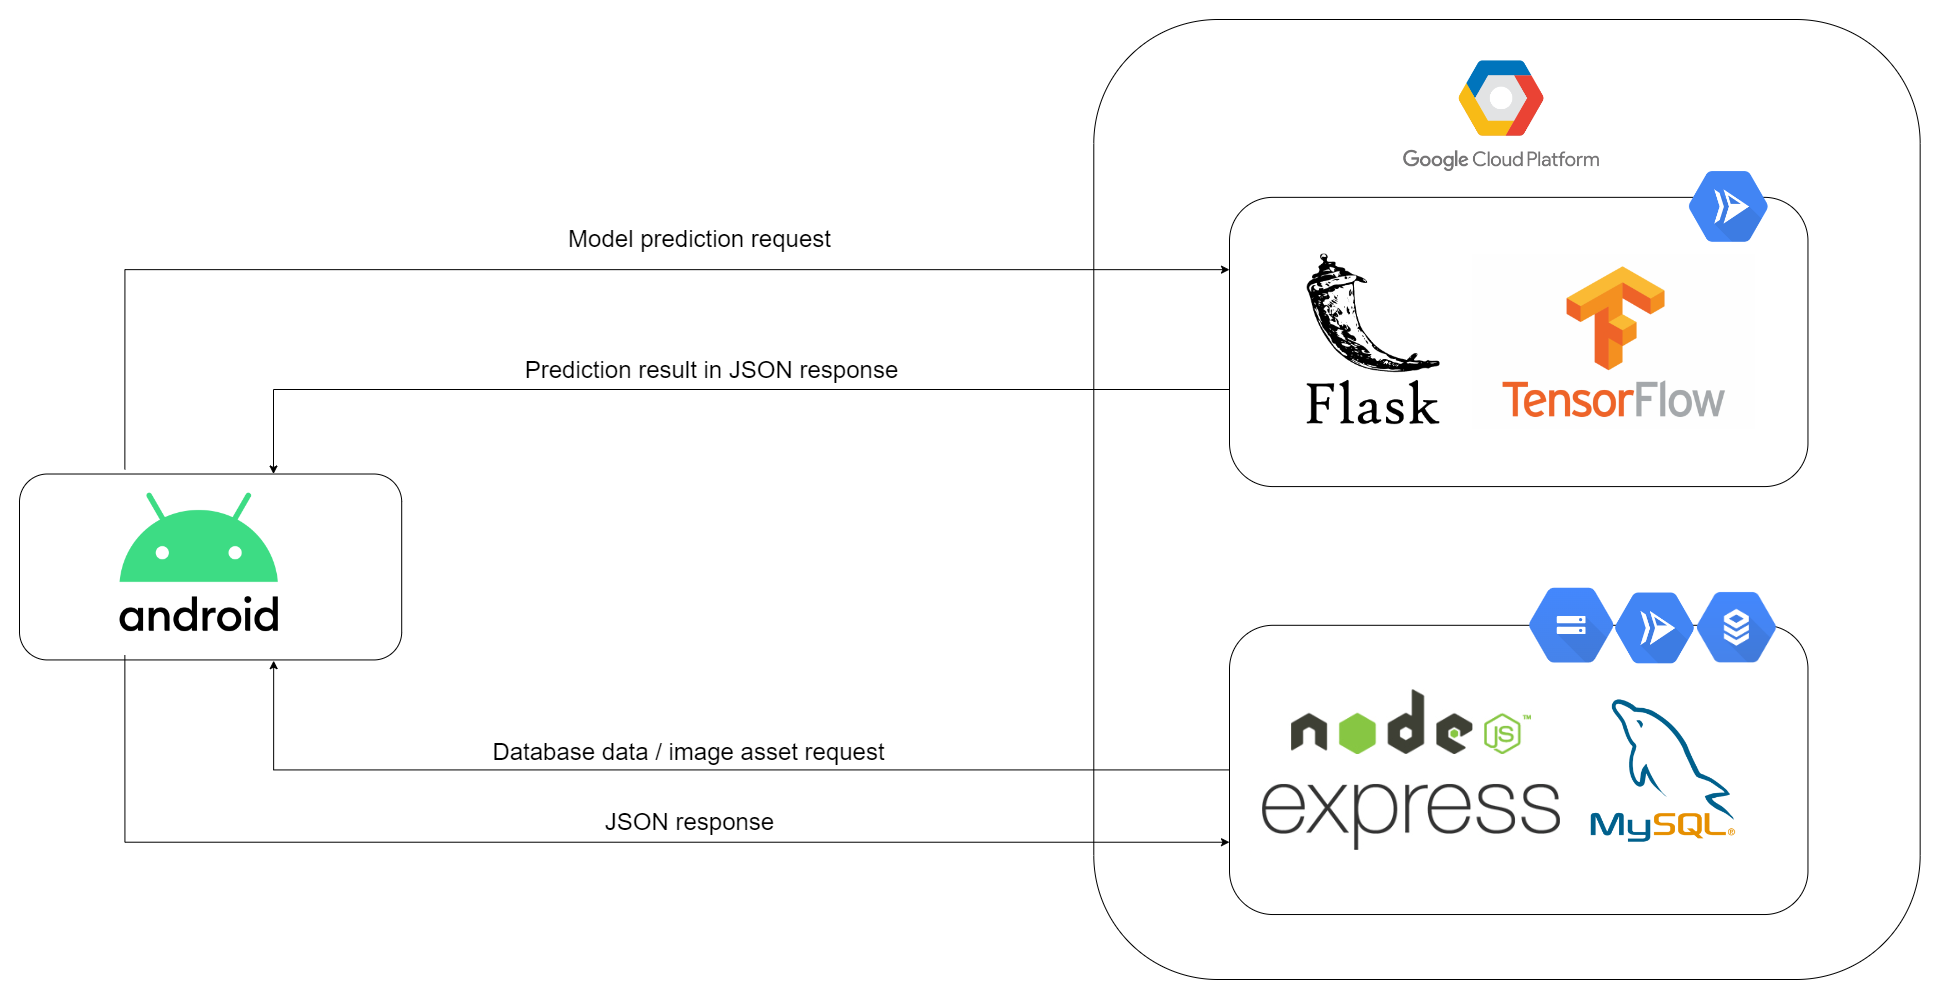 Google Cloud Platform
Model prediction request
Prediction result in JSON response
Flask
TensorFlow
android
node JS ™
Database data / image asset request
express
MySQL®
JSON response